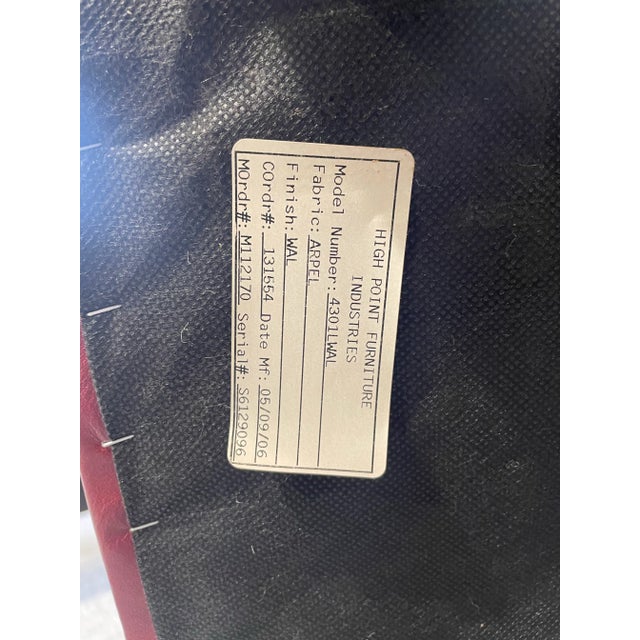 HIGH POINT FURNITURE
INDUSTRIES
Model Number: 4301LWAL
Fabric: ARPEL
Finish: WAL
COrdr#: 131554 Date Mf: 05/09/06
MOrdr#: M112170 Serial#: S6129096